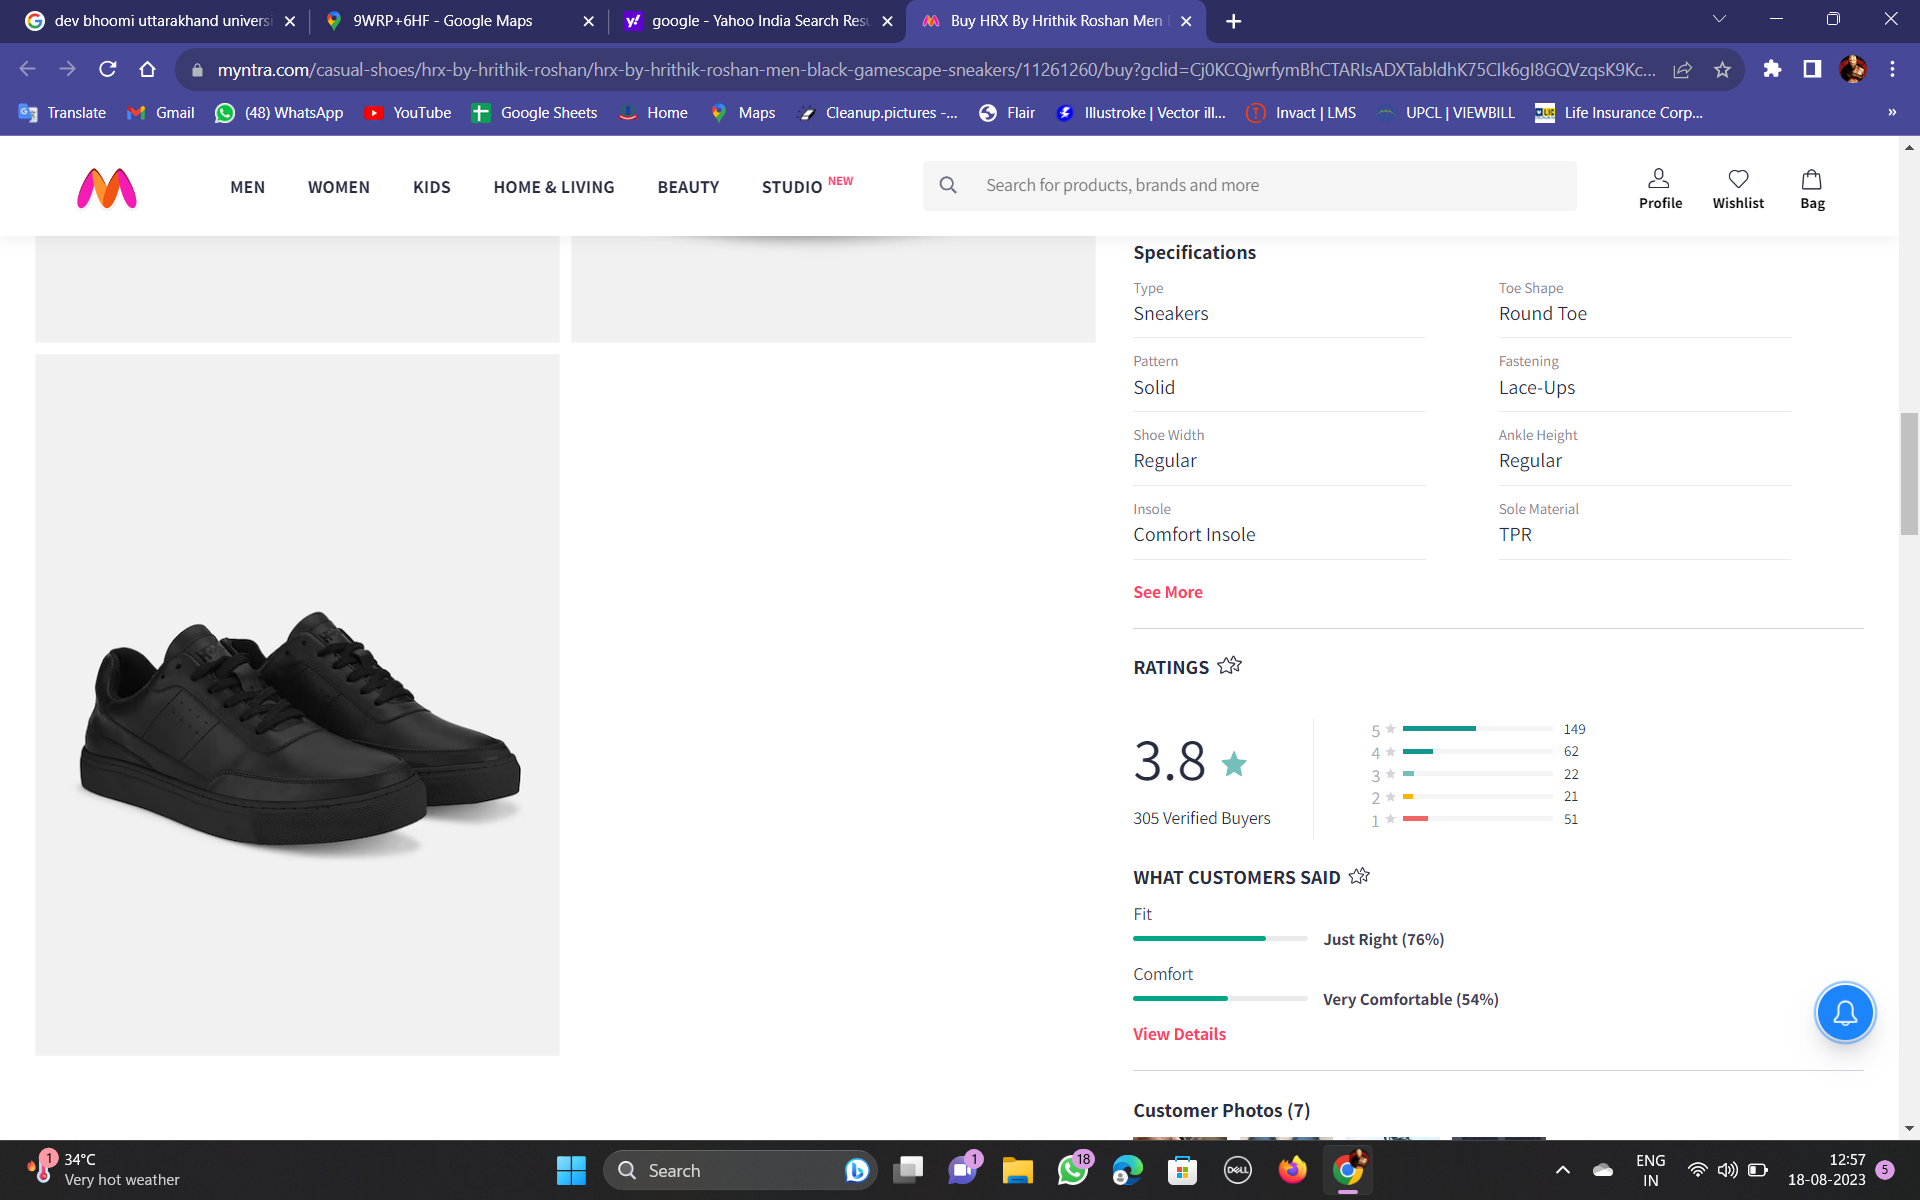 dev bhoomi uttarakhand universi
9WRP+6HF - Google Maps
google - Yahoo India Search Resu
Buy HRX By Hrithik Roshan Men
myntra.com/casual-shoes/hrx-by-hrithik-roshan/hrx-by-hrithik-roshan-men-black-gamescape-sneakers/11261260/buy?gclid=Cj0KCQjwrfymBhCTARIsADXTabldhK75CIk6gI8GQVzqsK9Kc...
Translate
Gmail
(48) WhatsApp
YouTube
Google Sheets
Home
Maps
Cleanup.pictures -...
Flair
Illustroke | Vector ill...
Invact | LMS
UPCL | VIEWBILL
Life Insurance Corp...
»
MEN
WOMEN
KIDS
HOME & LIVING
BEAUTY
STUDIO NEW
Search for products, brands and more
Profile
Wishlist
Bag
Specifications
Type
Sneakers
Toe Shape
Round Toe
Pattern
Solid
Fastening
Lace-Ups
Shoe Width
Regular
Ankle Height
Regular
Insole
Comfort Insole
Sole Material
TPR
See More
RATINGS
3.8
305 Verified Buyers
5 149
4 62
3 22
2 21
1 51
WHAT CUSTOMERS SAID
Fit
Just Right (76%)
Comfort
Very Comfortable (54%)
View Details
Customer Photos (7)
1
34°C
Very hot weather
Search
1
18
DELL
ENG
IN
12:57
18-08-2023
5